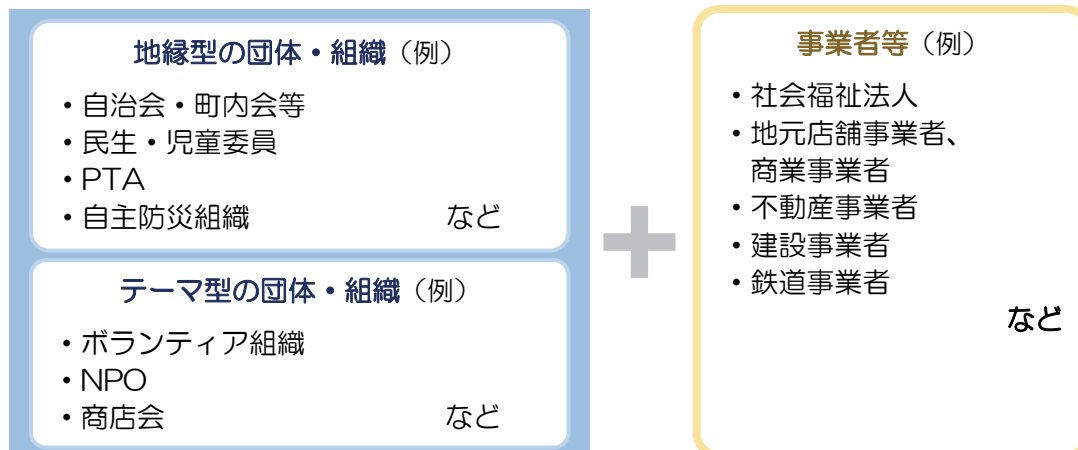 地縁型の団体・組織（例）
・自治会・町内会等
・民生・児童委員
・PTA
・自主防災組織 など
テーマ型の団体・組織（例）
・ボランティア組織
・NPO
・商店会 など
事業者等（例）
・社会福祉法人
・地元店舗事業者、
商業事業者
・不動産事業者
・建設事業者
・鉄道事業者
など